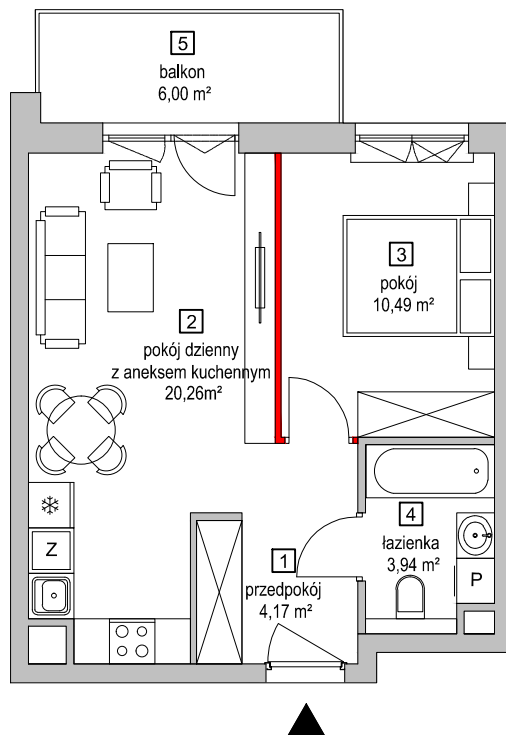 5
balkon
6,00 m²
3
pokój
10,49 m²
2
pokój dzienny
z aneksem kuchennym
20,26m²
4
łazienka
3,94 m²
Z
1
przedpokój
4,17 m²
P